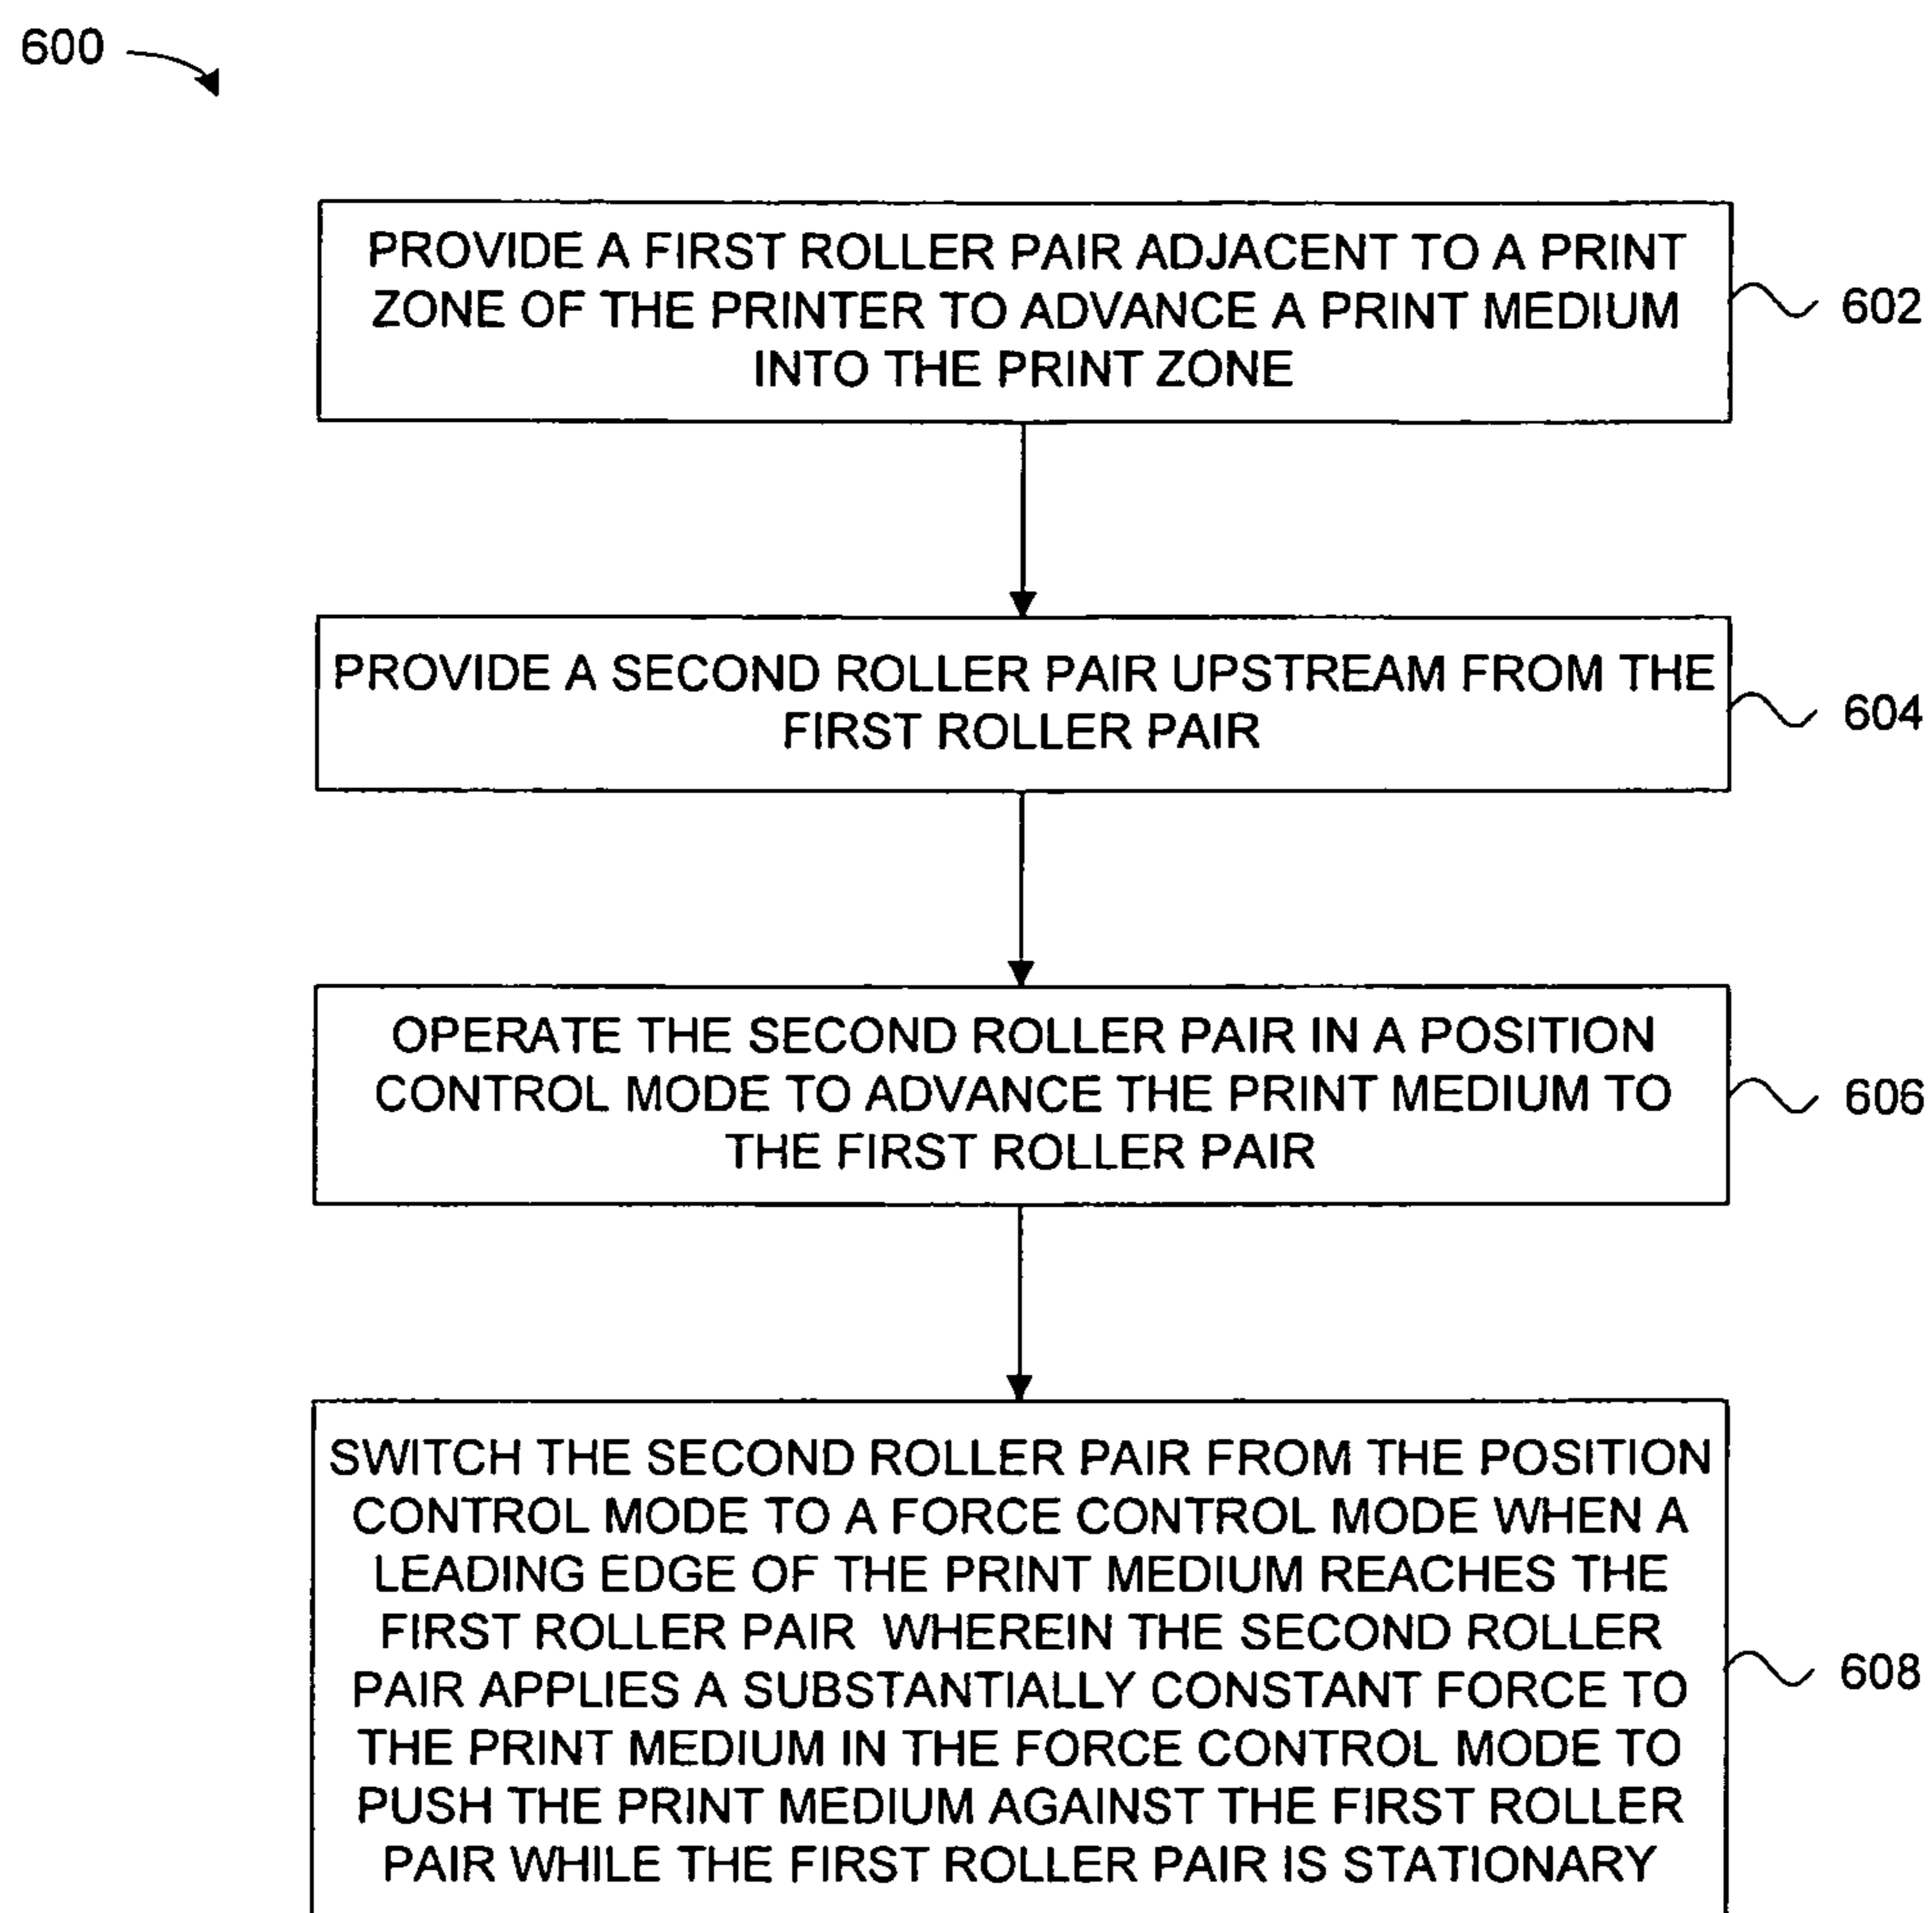 600
PROVIDE A FIRST ROLLER PAIR ADJACENT TO A PRINT
ZONE OF THE PRINTER TO ADVANCE A PRINT MEDIUM
INTO THE PRINT ZONE
602
PROVIDE A SECOND ROLLER PAIR UPSTREAM FROM THE
FIRST ROLLER PAIR
604
OPERATE THE SECOND ROLLER PAIR IN A POSITION
CONTROL MODE TO ADVANCE THE PRINT MEDIUM TO
THE FIRST ROLLER PAIR
606
SWITCH THE SECOND ROLLER PAIR FROM THE POSITION
CONTROL MODE TO A FORCE CONTROL MODE WHEN A
LEADING EDGE OF THE PRINT MEDIUM REACHES THE
FIRST ROLLER PAIR WHEREIN THE SECOND ROLLER
PAIR APPLIES A SUBSTANTIALLY CONSTANT FORCE TO
THE PRINT MEDIUM IN THE FORCE CONTROL MODE TO
PUSH THE PRINT MEDIUM AGAINST THE FIRST ROLLER
PAIR WHILE THE FIRST ROLLER PAIR IS STATIONARY
608